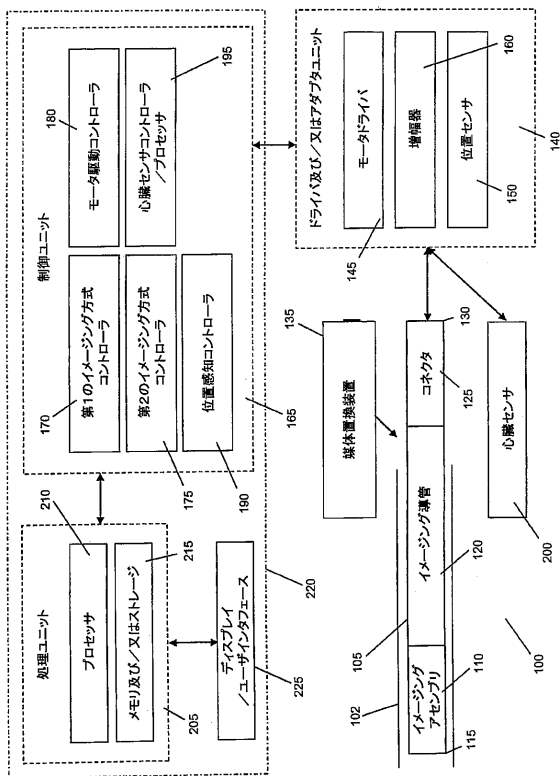 処理ユニット
210
プロセッサ
メモリ及び/又はストレージ
215
205
ディスプレイ
/ユーザインタフェース
225
220
制御ユニット
170
第1のイメージング方式
コントローラ
180
モータ駆動コントローラ
第2のイメージング方式
コントローラ
175
心臓センサコントローラ
/プロセッサ
195
位置感知コントローラ
190
165
ドライバ及び/又はアダプタユニット
モータドライバ
145
増幅器
160
位置センサ
150
140
135
媒体置換装置
102
105
イメージング
アセンブリ
110
115
イメージング導管
120
コネクタ
125
130
心臓センサ
200
100